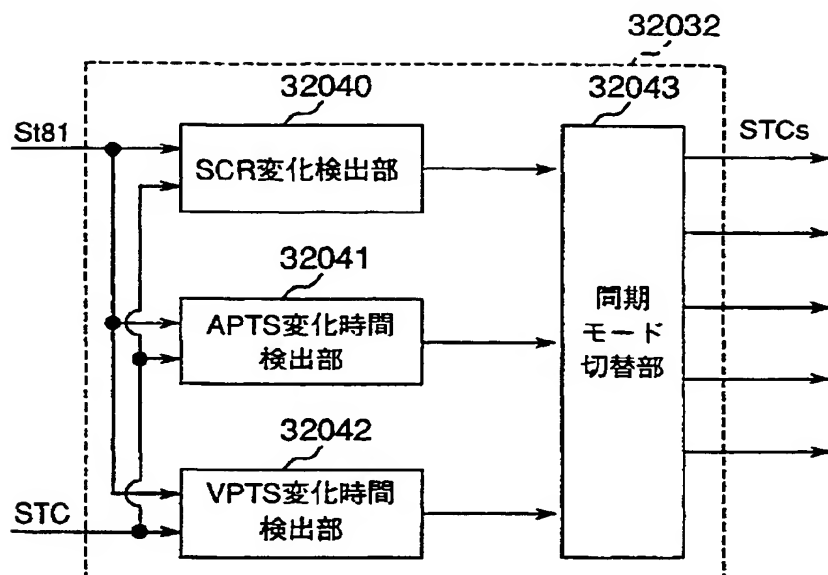 32032
32040
32043
St81
STCs
SCR変化検出部
32041
APTS変化時間
検出部
同期
モード
切替部
32042
VPTS変化時間
検出部
STC